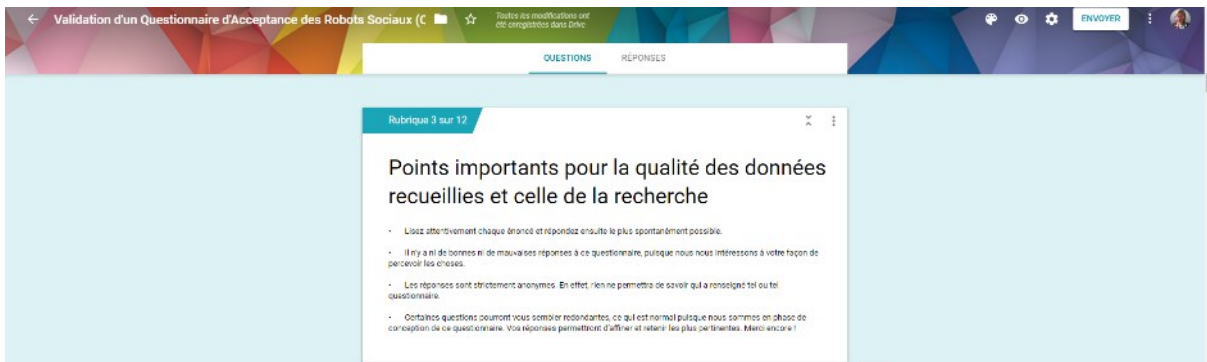 Validation d'un Questionnaire d'Acceptance des Robots Sociaux (C
Toutes les modifications ont
été enregistrées dans Drive
ENVOYER
QUESTIONS RÉPONSES
Rubrique 3 sur 12
Points importants pour la qualité des données
recueillies et celle de la recherche
- Lisez attentivement chaque énoncé et répondez ensuite le plus spontanément possible.
- Il n'y a ni de bonnes ni de mauvaises réponses à ce questionnaire, puisque nous nous intéressons à votre façon de
percevoir les choses.
- Les réponses sont strictement anonymes. En effet, rien ne permettra de savoir qui a renseigné tel ou tel
questionnaire.
- Certaines questions pourront vous sembler redondantes, ce qui est normal puisque nous sommes en phase de
conception de ce questionnaire. Vos réponses permettront d'affiner et retenir les plus pertinentes. Merci encore !